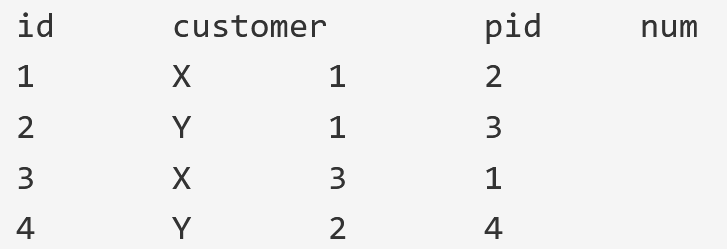 id customer pid num
1 X 1 2
2 Y 1 3
3 X 3 1
4 Y 2 4